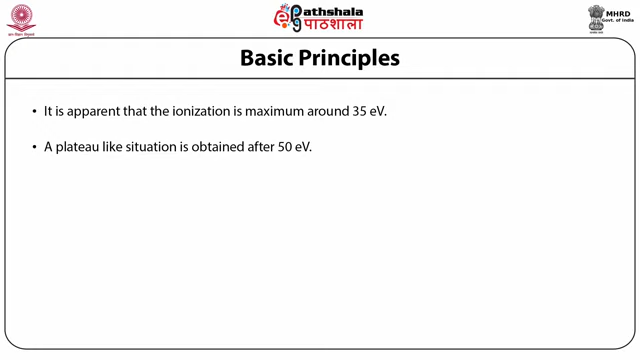 ePathshala
पाठशाला
MHRD
Govt. of India
Basic Principles
• It is apparent that the ionization is maximum around 35 eV.
• A plateau like situation is obtained after 50 eV.